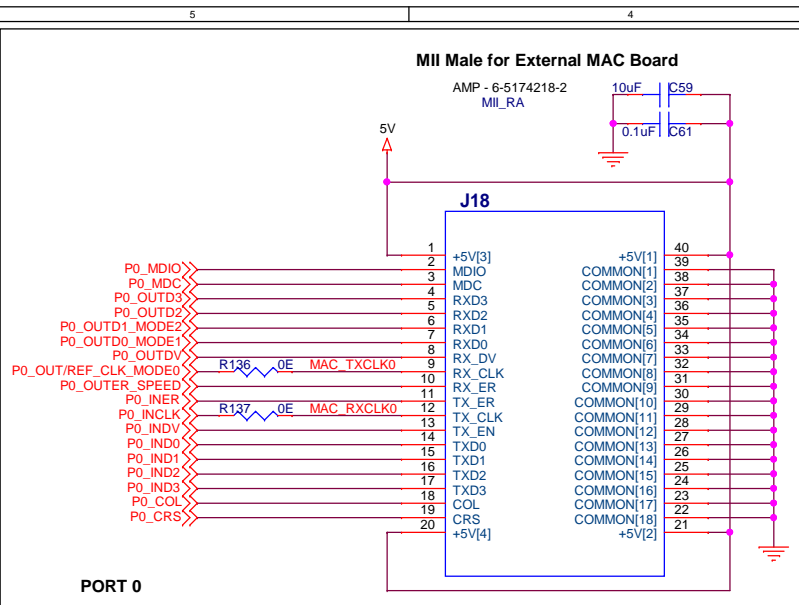 5 4
MII Male for External MAC Board
AMP - 6-5174218-2
MII_RA
10uF C59
0.1uF C61
5V
J18
1 +5V[3] +5V[1] 40
P0_MDIO 2 MDIO COMMON[1] 39
P0_MDC 3 MDC COMMON[2] 38
P0_OUTD3 4 RXD3 COMMON[3] 37
P0_OUTD2 5 RXD2 COMMON[4] 36
P0_OUTD1_MODE2 6 RXD1 COMMON[5] 35
P0_OUTD0_MODE1 7 RXD0 COMMON[6] 34
P0_OUTDV 8 RX_DV COMMON[7] 33
P0_OUT/REF_CLK_MODE0 R136 0E MAC_TXCLK0 9 RX_CLK COMMON[8] 32
P0_OUTER_SPEED 10 RX_ER COMMON[9] 31
P0_INER 11 TX_ER COMMON[10] 30
P0_INCLK R137 0E MAC_RXCLK0 12 TX_CLK COMMON[11] 29
P0_INDV 13 TX_EN COMMON[12] 28
P0_IND0 14 TXD0 COMMON[13] 27
P0_IND1 15 TXD1 COMMON[14] 26
P0_IND2 16 TXD2 COMMON[15] 25
P0_IND3 17 TXD3 COMMON[16] 24
P0_COL 18 COL COMMON[17] 23
P0_CRS 19 CRS COMMON[18] 22
20 +5V[4] +5V[2] 21
PORT 0